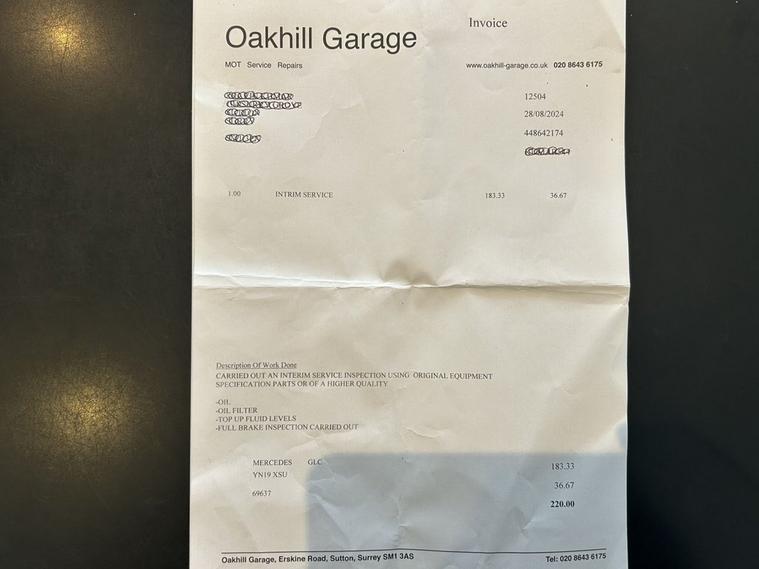 Invoice
Oakhill Garage
MOT Service Repairs
www.oakhill-garage.co.uk 020 8643 6175
12504
28/08/2024
448642174
1.00 INTRIM SERVICE 183.33 36.67
Description Of Work Done
CARRIED OUT AN INTERIM SERVICE INSPECTION USING ORIGINAL EQUIPMENT
SPECIFICATION PARTS OR OF A HIGHER QUALITY
-OIL
-OIL FILTER
-TOP UP FLUID LEVELS
-FULL BRAKE INSPECTION CARRIED OUT
MERCEDES GLC 183.33
YN19 XSU
36.67
69637
220.00
Oakhill Garage, Erskine Road, Sutton, Surrey SM1 3AS Tel: 020 8643 6175